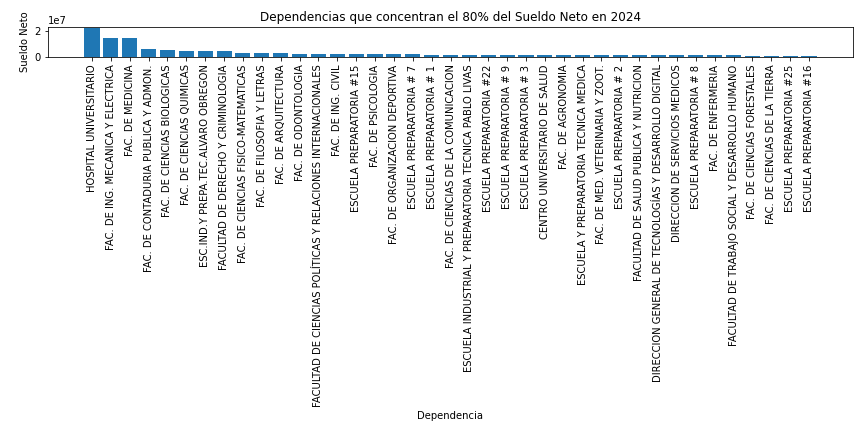 Dependencias que concentran el 80% del Sueldo Neto en 2024
1e7
Sueldo Neto
2
0
HOSPITAL UNIVERSITARIO
FAC. DE ING. MECANICA Y ELECTRICA
FAC. DE MEDICINA
FAC. DE CONTADURIA PUBLICA Y ADMON.
FAC. DE CIENCIAS BIOLOGICAS
FAC. DE CIENCIAS QUIMICAS
ESC.IND.Y PREPA.TEC.ALVARO OBREGON
FACULTAD DE DERECHO Y CRIMINOLOGIA
FAC. DE CIENCIAS FISICO-MATEMATICAS
FAC. DE FILOSOFIA Y LETRAS
FAC. DE ARQUITECTURA
FAC. DE ODONTOLOGIA
FACULTAD DE CIENCIAS POLÍTICAS Y RELACIONES INTERNACIONALES
FAC. DE ING. CIVIL
ESCUELA PREPARATORIA #15
FAC. DE PSICOLOGIA
FAC. DE ORGANIZACION DEPORTIVA
ESCUELA PREPARATORIA # 7
ESCUELA PREPARATORIA # 1
FAC. DE CIENCIAS DE LA COMUNICACION
ESCUELA INDUSTRIAL Y PREPARATORIA TECNICA PABLO LIVAS
ESCUELA PREPARATORIA #22
ESCUELA PREPARATORIA # 9
ESCUELA PREPARATORIA # 3
CENTRO UNIVERSITARIO DE SALUD
FAC. DE AGRONOMIA
ESCUELA Y PREPARATORIA TECNICA MEDICA
FAC. DE MED. VETERINARIA Y ZOOT.
ESCUELA PREPARATORIA # 2
FACULTAD DE SALUD PUBLICA Y NUTRICION
DIRECCION GENERAL DE TECNOLOGÍAS Y DESARROLLO DIGITAL
DIRECCION DE SERVICIOS MEDICOS
ESCUELA PREPARATORIA # 8
FAC. DE ENFERMERIA
FACULTAD DE TRABAJO SOCIAL Y DESARROLLO HUMANO
FAC. DE CIENCIAS FORESTALES
FAC. DE CIENCIAS DE LA TIERRA
ESCUELA PREPARATORIA #25
ESCUELA PREPARATORIA #16
Dependencia